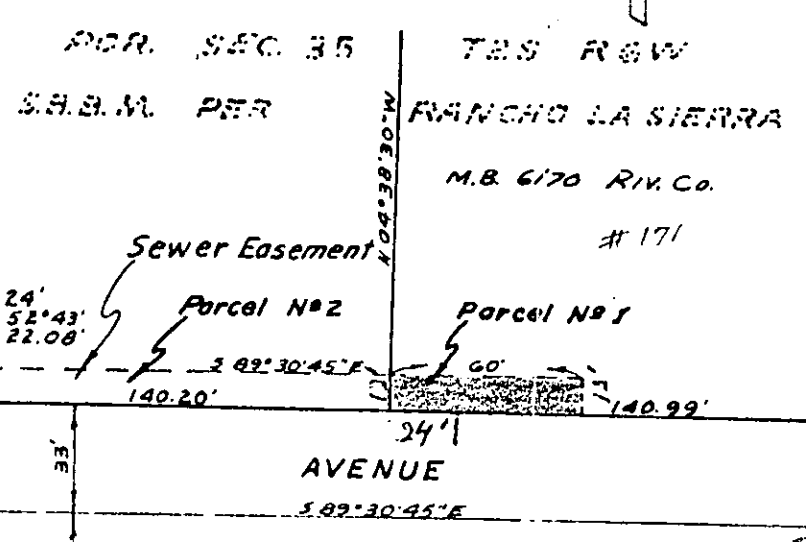 POR. SEC. 35 T2S R6W
S.B.B.M. PER RANCHO LA SIERRA
M.B. 6/70 RIV. CO.
# 171
N 04°38'30"W
Sewer Easement
24'
52°43'
22.08'
Parcel No 2
Parcel No 1
S 89°30'45"E
60'
140.20'
140.99'
24'
33'
AVENUE
S 89°30'45"E